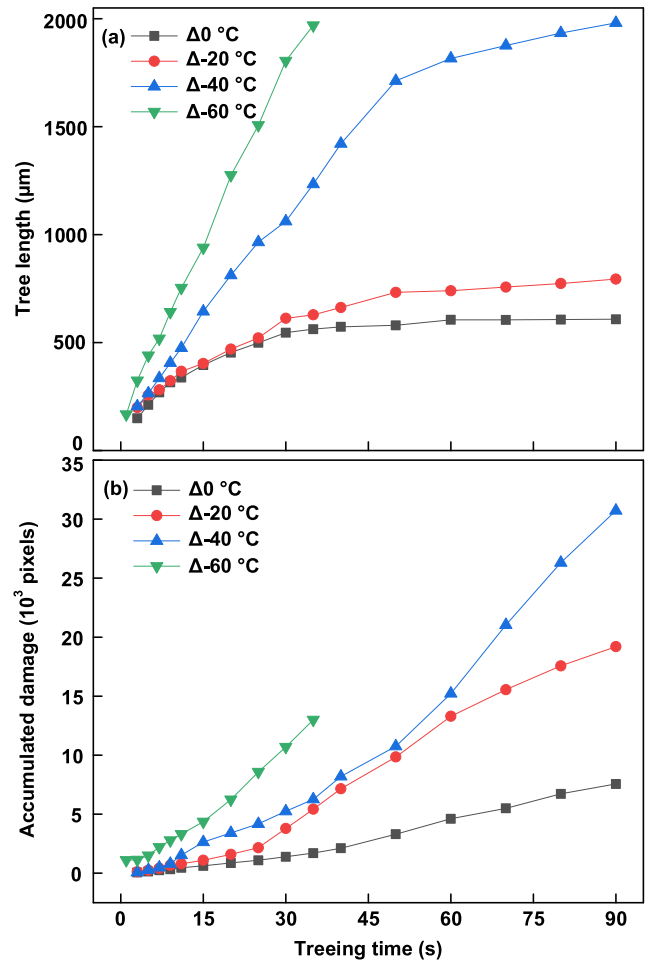 (a)
Δ0 °C
Δ-20 °C
Δ-40 °C
Δ-60 °C
2000
1500
1000
500
0
Tree length (μm)
(b)
Δ0 °C
Δ-20 °C
Δ-40 °C
Δ-60 °C
35
30
25
20
15
10
5
0
Accumulated damage (10³ pixels)
0 15 30 45 60 75 90
Treeing time (s)